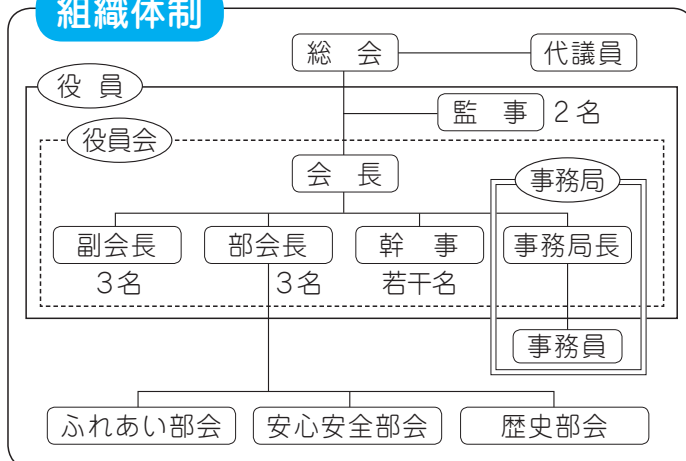 組織体制
総会 代議員
役員
監事 2名
役員会
会長
事務局
副会長 部会長 幹事 事務局長
3名 3名 若干名
事務員
ふれあい部会 安心安全部会 歴史部会